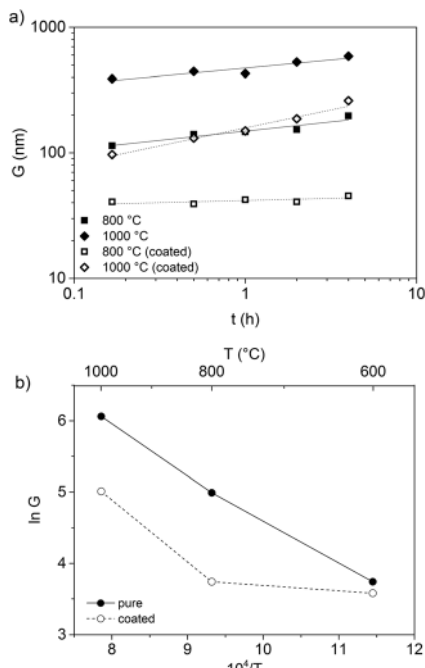 a)
1000
100
10
G (nm)
800 °C
1000 °C
800 °C (coated)
1000 °C (coated)
0.1
1
10
t (h)
T (°C)
b)
1000
800
600
6
5
4
3
ln G
pure
coated
8
9
10
11
12
10⁴/T